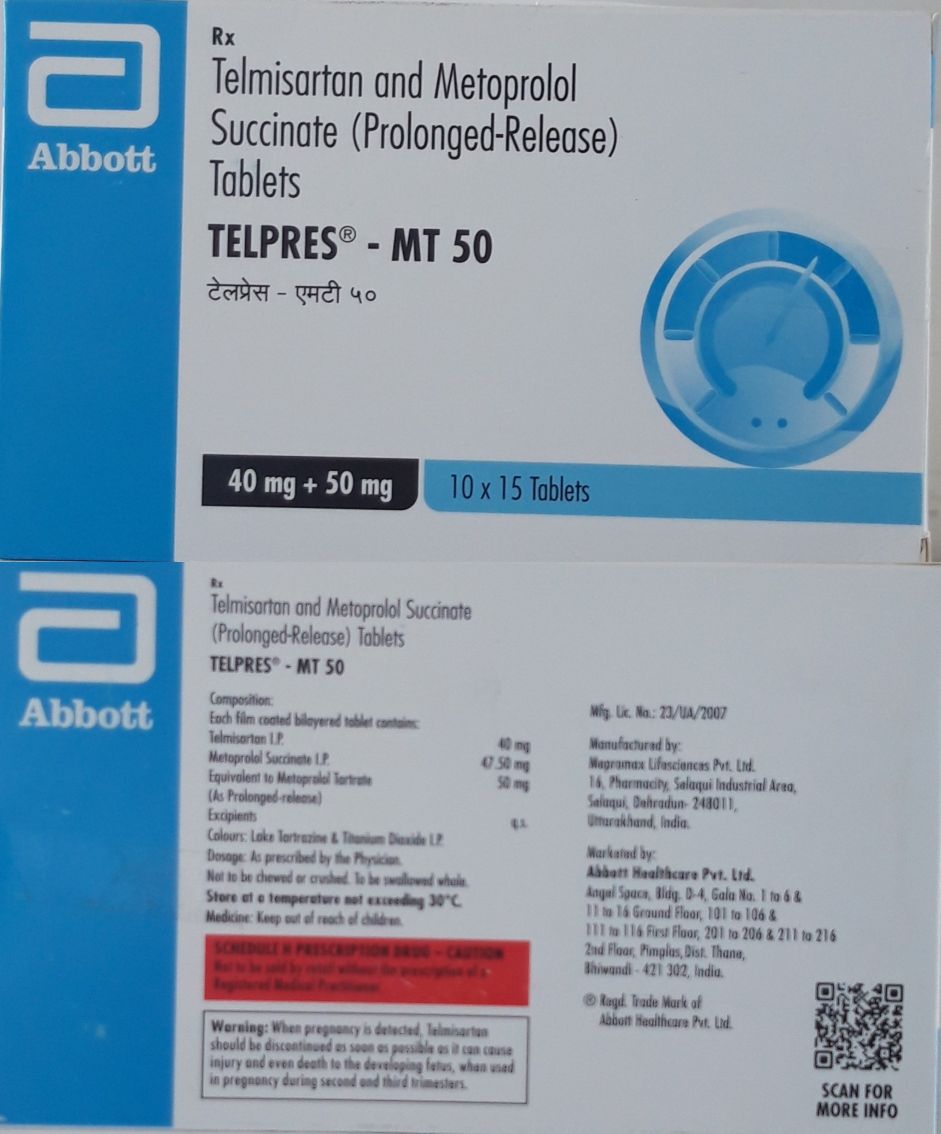 Abbott
Rx
Telmisartan and Metoprolol
Succinate (Prolonged-Release)
Tablets
TELPRES® - MT 50
टेलप्रेस - एमटी ५०
40 mg + 50 mg
10 x 15 Tablets
Abbott
Rx
Telmisartan and Metoprolol Succinate
(Prolonged-Release) Tablets
TELPRES® - MT 50
Composition:
Each film coated bilayered tablet contains:
Telmisartan I.P. 40 mg
Metoprolol Succinate I.P. 47.50 mg
Equivalent to Metoprolol Tartrate 50 mg
(As Prolonged-release)
Excipients q.s.
Colours: Lake Tartrazine & Titanium Dioxide I.P.
Dosage: As prescribed by the Physician.
Not to be chewed or crushed. To be swallowed whole.
Store at a temperature not exceeding 30°C.
Medicine: Keep out of reach of children.
SCHEDULE H PRESCRIPTION DRUG - CAUTION
Not to be sold by retail without the prescription of a
Registered Medical Practitioner.
Warning: When pregnancy is detected, Telmisartan
should be discontinued as soon as possible as it can cause
injury and even death to the developing fetus, when used
in pregnancy during second and third trimesters.
Mfg. Lic. No.: 23/UA/2007
Manufactured by:
Magramax Lifesciences Pvt. Ltd.
16, Pharmacity, Selaqui Industrial Area,
Selaqui, Dehradun- 248011,
Uttarakhand, India.
Marketed by:
Abbott Healthcare Pvt. Ltd.
Angel Space, Bldg. D-4, Gala No. 1 to 6 &
11 to 16 Ground Floor, 101 to 106 &
111 to 116 First Floor, 201 to 206 & 211 to 216
2nd Floor, Pimplas, Dist. Thane,
Bhiwandi - 421 302, India.
® Regd. Trade Mark of
Abbott Healthcare Pvt. Ltd.
SCAN FOR
MORE INFO